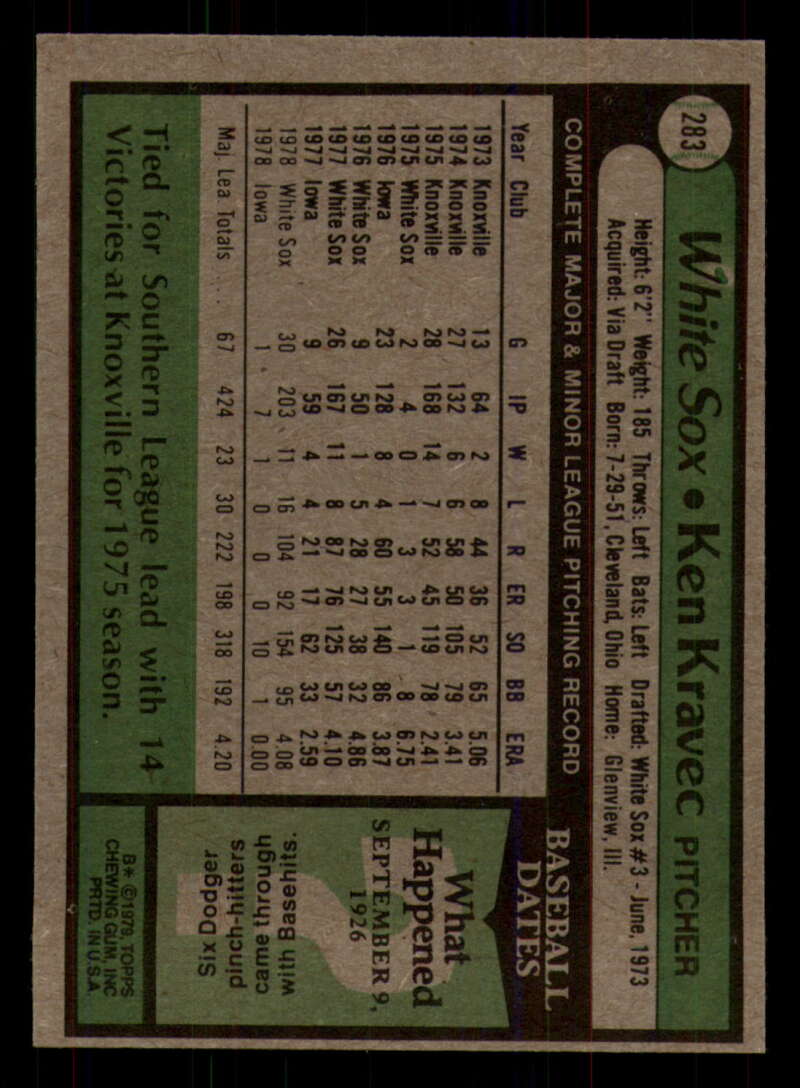 283
White Sox • Ken Kravec PITCHER
Height: 6'2" Weight: 185 Throws: Left Bats: Left Drafted: White Sox #3 - June, 1973
Acquired: Via Draft Born: 7-29-51, Cleveland, Ohio Home: Glenview, Ill.
COMPLETE MAJOR & MINOR LEAGUE PITCHING RECORD
Year Club G IP W L R ER SO BB ERA
1973 Knoxville 13 64 2 8 44 36 52 65 5.06
1974 Knoxville 27 132 6 6 58 50 105 79 3.41
1975 Knoxville 28 168 14 7 52 45 119 78 2.41
1975 White Sox 2 4 0 1 3 3 1 8 6.75
1976 Iowa 23 128 8 4 60 55 140 86 3.87
1976 White Sox 9 50 1 5 28 27 38 32 4.86
1977 White Sox 26 167 11 8 87 76 125 57 4.10
1977 Iowa 9 59 4 4 21 17 62 33 2.59
1978 White Sox 30 203 11 16 104 92 154 95 4.08
1978 Iowa 1 7 1 0 0 0 10 1 0.00
Maj Lea Totals . . . 67 424 23 30 222 198 318 192 4.20
Tied for Southern League lead with 14
Victories at Knoxville for 1975 season.
BASEBALL
DATES
What
Happened
SEPTEMBER 9,
1926
Six Dodger
pinch-hitters
came through
with Basehits.
B* © 1979 TOPPS
CHEWING GUM, INC
PRTD. IN U.S.A.